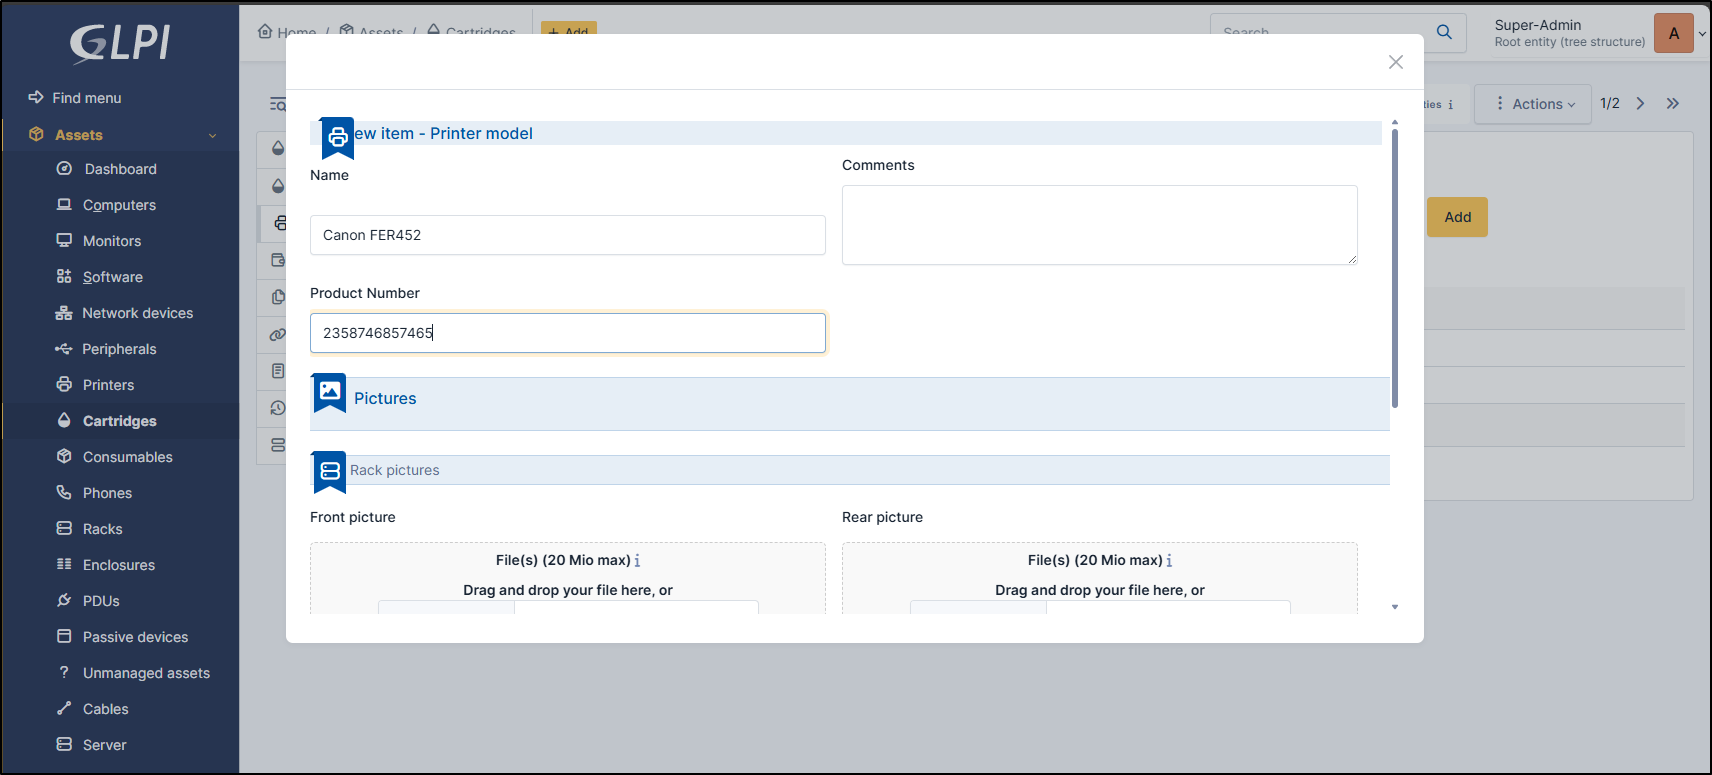 GLPI
Find menu
Assets
Dashboard
Computers
Monitors
Software
Network devices
Peripherals
Printers
Cartridges
Consumables
Phones
Racks
Enclosures
PDUs
Passive devices
Unmanaged assets
Cables
Server
Home / Assets / Cartridges
+ Add
Search
Super-Admin
Root entity (tree structure)
A
ties i
Actions
1/2
Add
ew item - Printer model
Name
Canon FER452
Comments
Product Number
2358746857465
Pictures
Rack pictures
Front picture
File(s) (20 Mio max) i
Drag and drop your file here, or
Rear picture
File(s) (20 Mio max) i
Drag and drop your file here, or